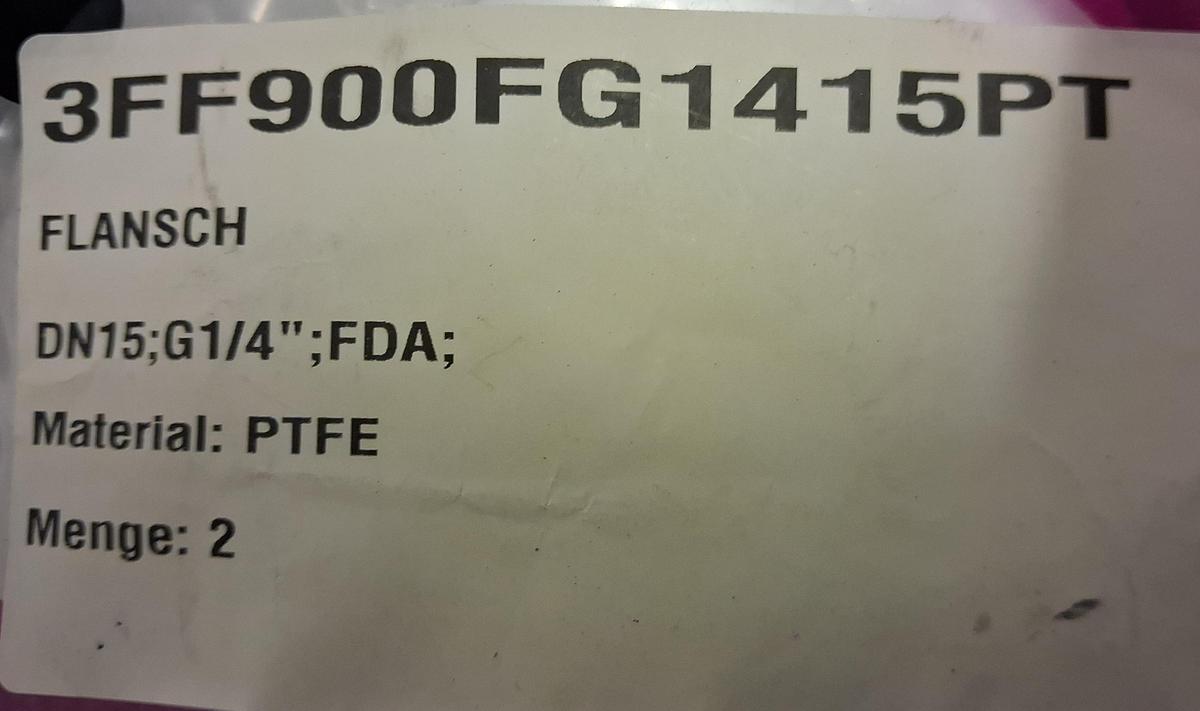 3FF900FG1415PT
FLANSCH
DN15;G1/4";FDA;
Material: PTFE
Menge: 2